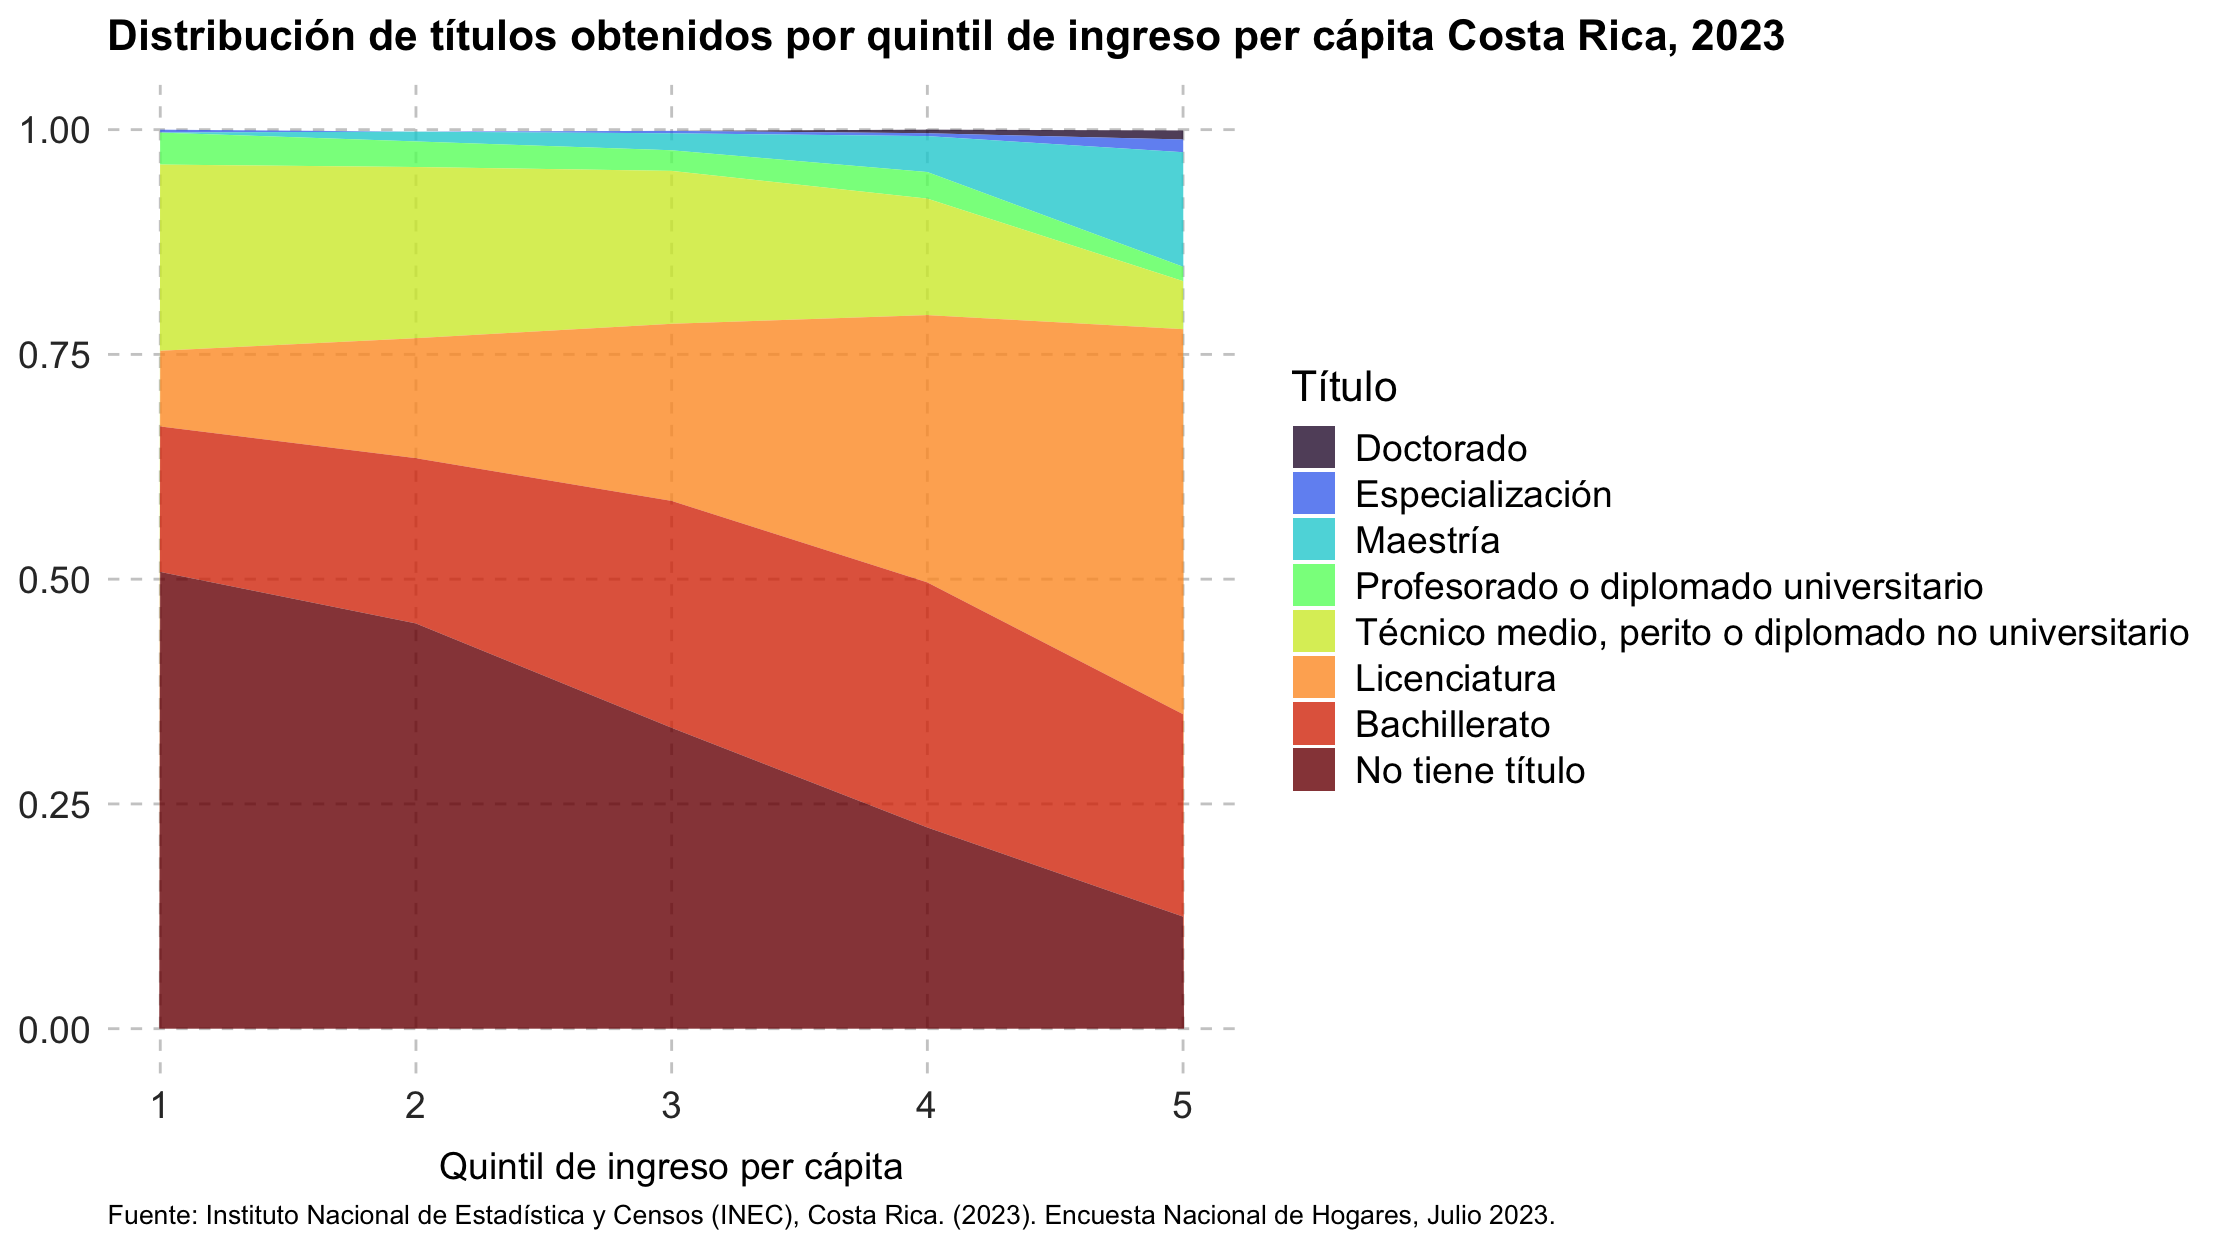 Distribución de títulos obtenidos por quintil de ingreso per cápita Costa Rica, 2023
1.00
0.75
0.50
0.25
0.00
1 2 3 4 5
Quintil de ingreso per cápita
Título
Doctorado
Especialización
Maestría
Profesorado o diplomado universitario
Técnico medio, perito o diplomado no universitario
Licenciatura
Bachillerato
No tiene título
Fuente: Instituto Nacional de Estadística y Censos (INEC), Costa Rica. (2023). Encuesta Nacional de Hogares, Julio 2023.